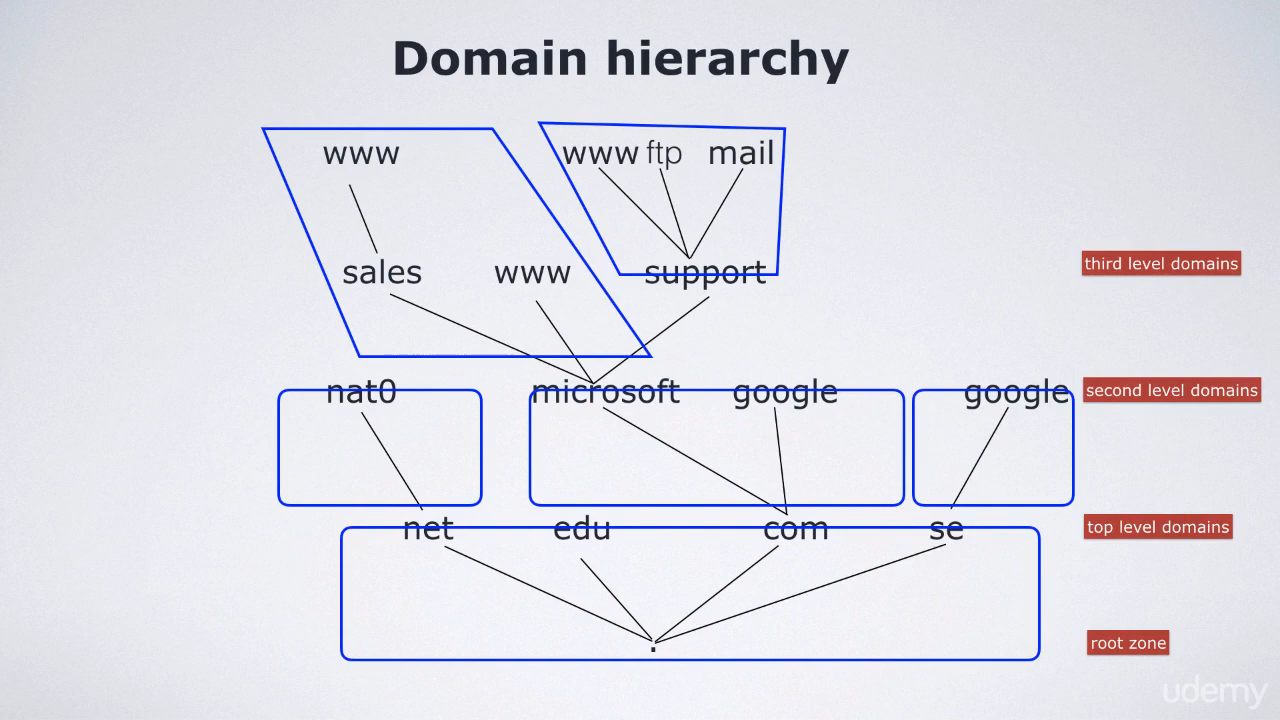 Domain hierarchy
www www ftp mail
sales www support third level domains
nat0 microsoft google google second level domains
net edu com se top level domains
. root zone
udemy